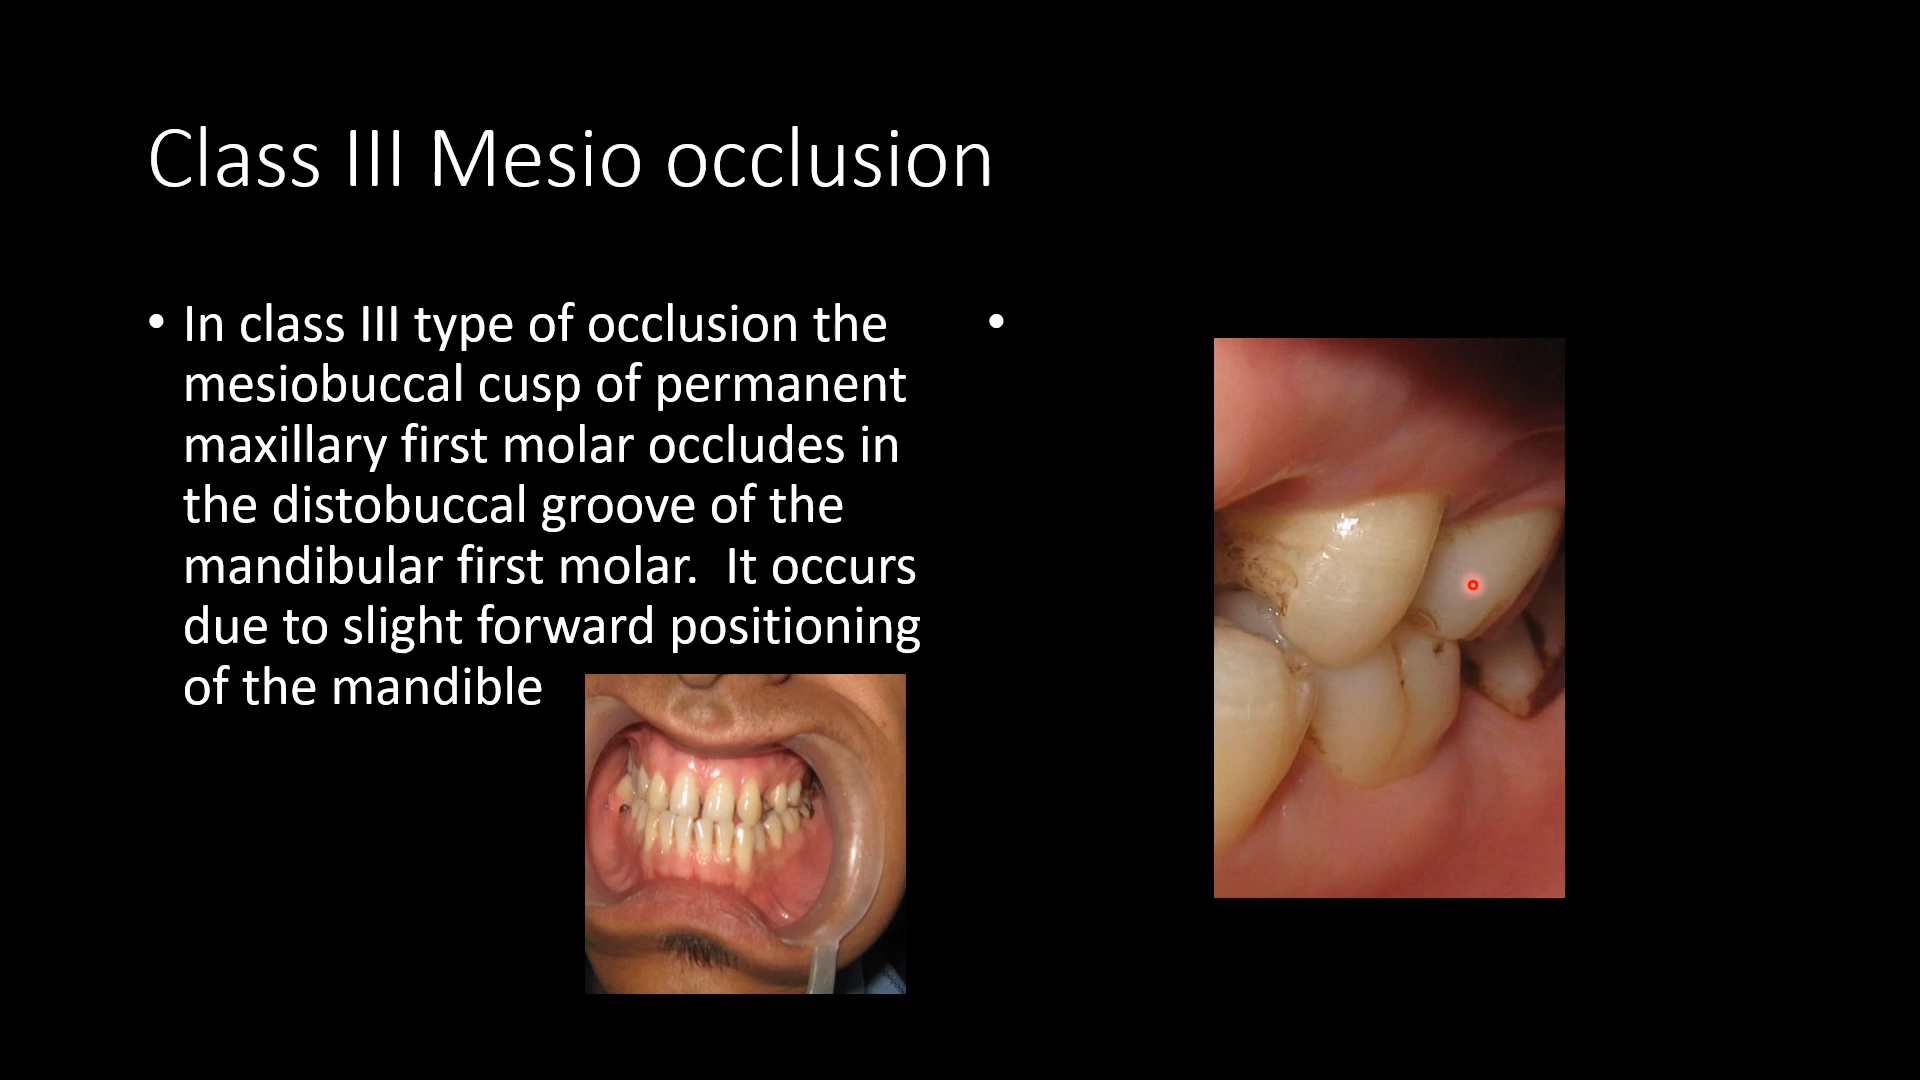 Class III Mesio occlusion
• In class III type of occlusion the
mesiobuccal cusp of permanent
maxillary first molar occludes in
the distobuccal groove of the
mandibular first molar.  It occurs
due to slight forward positioning
of the mandible
•